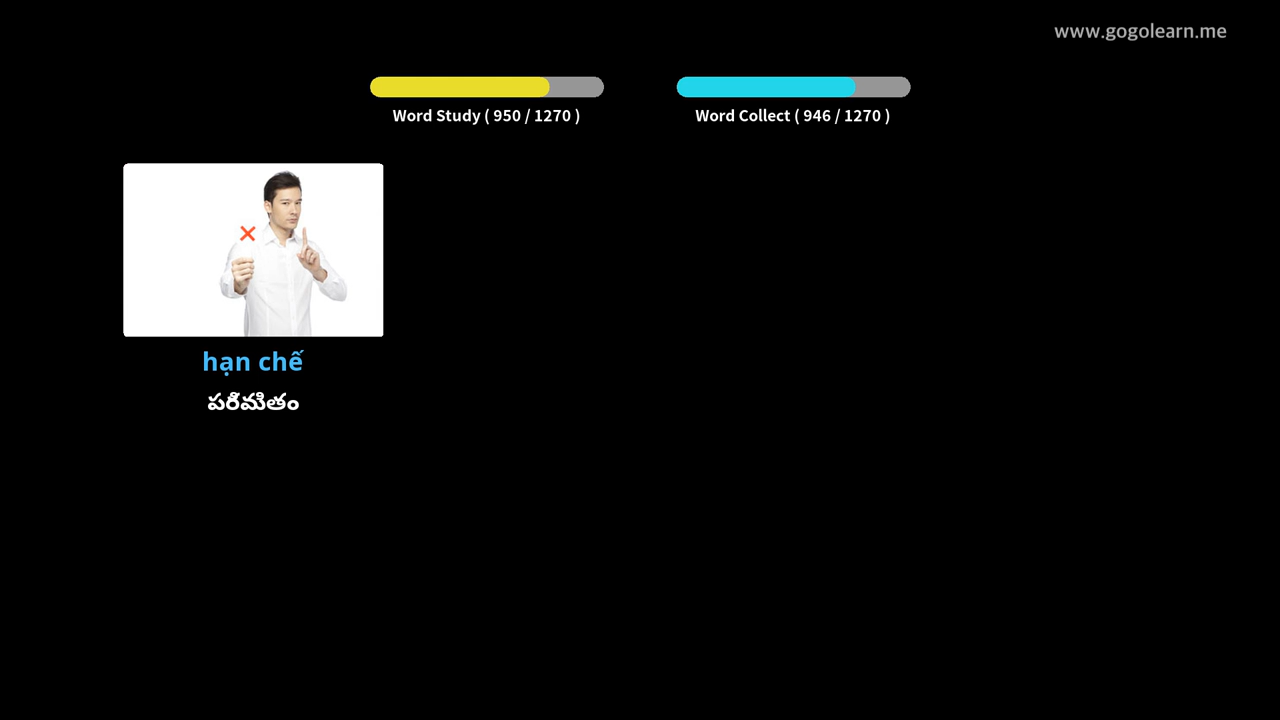 www.gogolearn.me
Word Study ( 950 / 1270 )
Word Collect ( 946 / 1270 )
hạn chế
పరిమితం